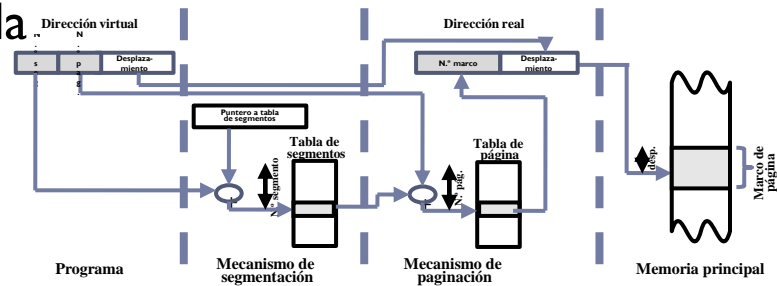 la
Dirección virtual
Dirección real
Desplaza-
miento
N.º marco
Desplaza-
miento
Puntero a tabla
de segmentos
Tabla de
segmentos
Tabla de
página
N.º segmento
N.º pág.
desp.
Marco de
página
Programa
Mecanismo de
segmentación
Mecanismo de
paginación
Memoria principal